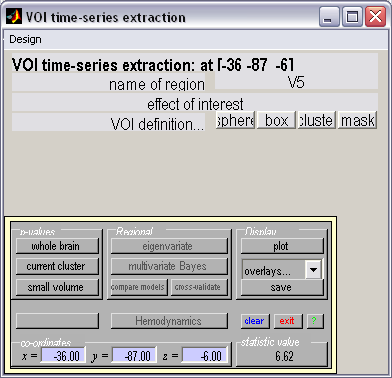 VOI time-series extraction
Design
VOI time-series extraction: at [-36 -87 -6]
name of region V5
effect of interest
VOI definition... sphere box cluste mask
p-values Regional Display
whole brain eigenvariate plot
current cluster multivariate Bayes overlays...
small volume compare models cross-validate save
Hemodynamics clear exit ?
co-ordinates statistic value
x = -36.00 y = -87.00 z = -6.00 6.62